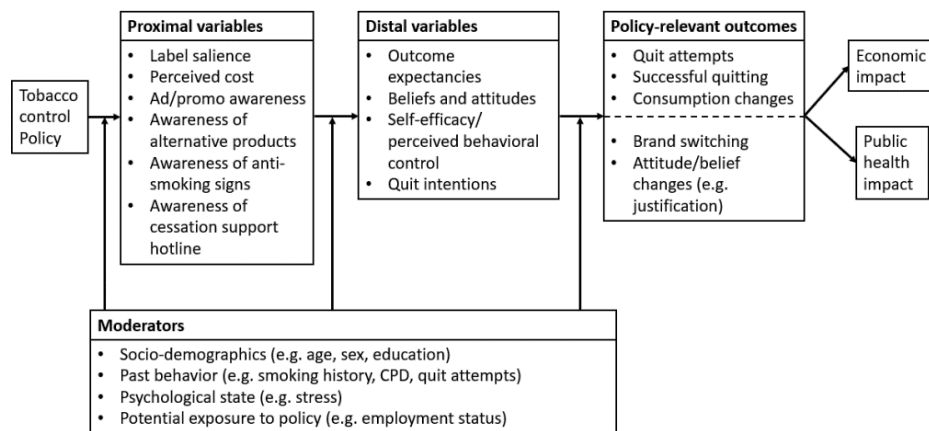 Tobacco
control
Policy
Proximal variables
• Label salience
• Perceived cost
• Ad/promo awareness
• Awareness of
alternative products
• Awareness of anti-
smoking signs
• Awareness of
cessation support
hotline
Distal variables
• Outcome
expectancies
• Beliefs and attitudes
• Self-efficacy/
perceived behavioral
control
• Quit intentions
Policy-relevant outcomes
• Quit attempts
• Successful quitting
• Consumption changes
• Brand switching
• Attitude/belief
changes (e.g.
justification)
Economic
impact
Public
health
impact
Moderators
• Socio-demographics (e.g. age, sex, education)
• Past behavior (e.g. smoking history, CPD, quit attempts)
• Psychological state (e.g. stress)
• Potential exposure to policy (e.g. employment status)